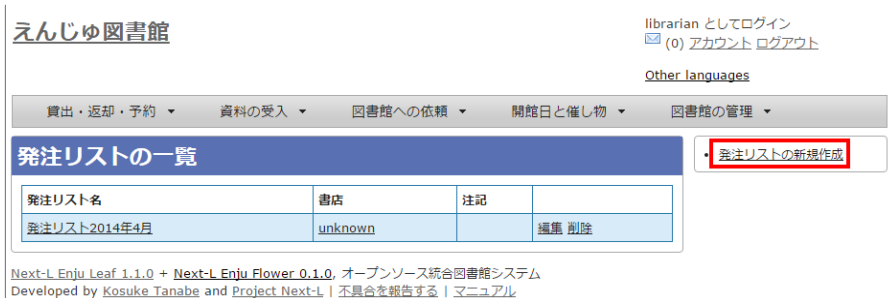 えんじゅ図書館
librarian としてログイン
(0) アカウント ログアウト
Other languages
貸出・返却・予約 ▼ 資料の受入 ▼ 図書館への依頼 ▼ 開館日と催し物 ▼ 図書館の管理 ▼
発注リストの一覧
• 発注リストの新規作成
発注リスト名 書店 注記
発注リスト2014年4月 unknown 編集 削除
Next-L Enju Leaf 1.1.0 + Next-L Enju Flower 0.1.0, オープンソース統合図書館システム
Developed by Kosuke Tanabe and Project Next-L | 不具合を報告する | マニュアル